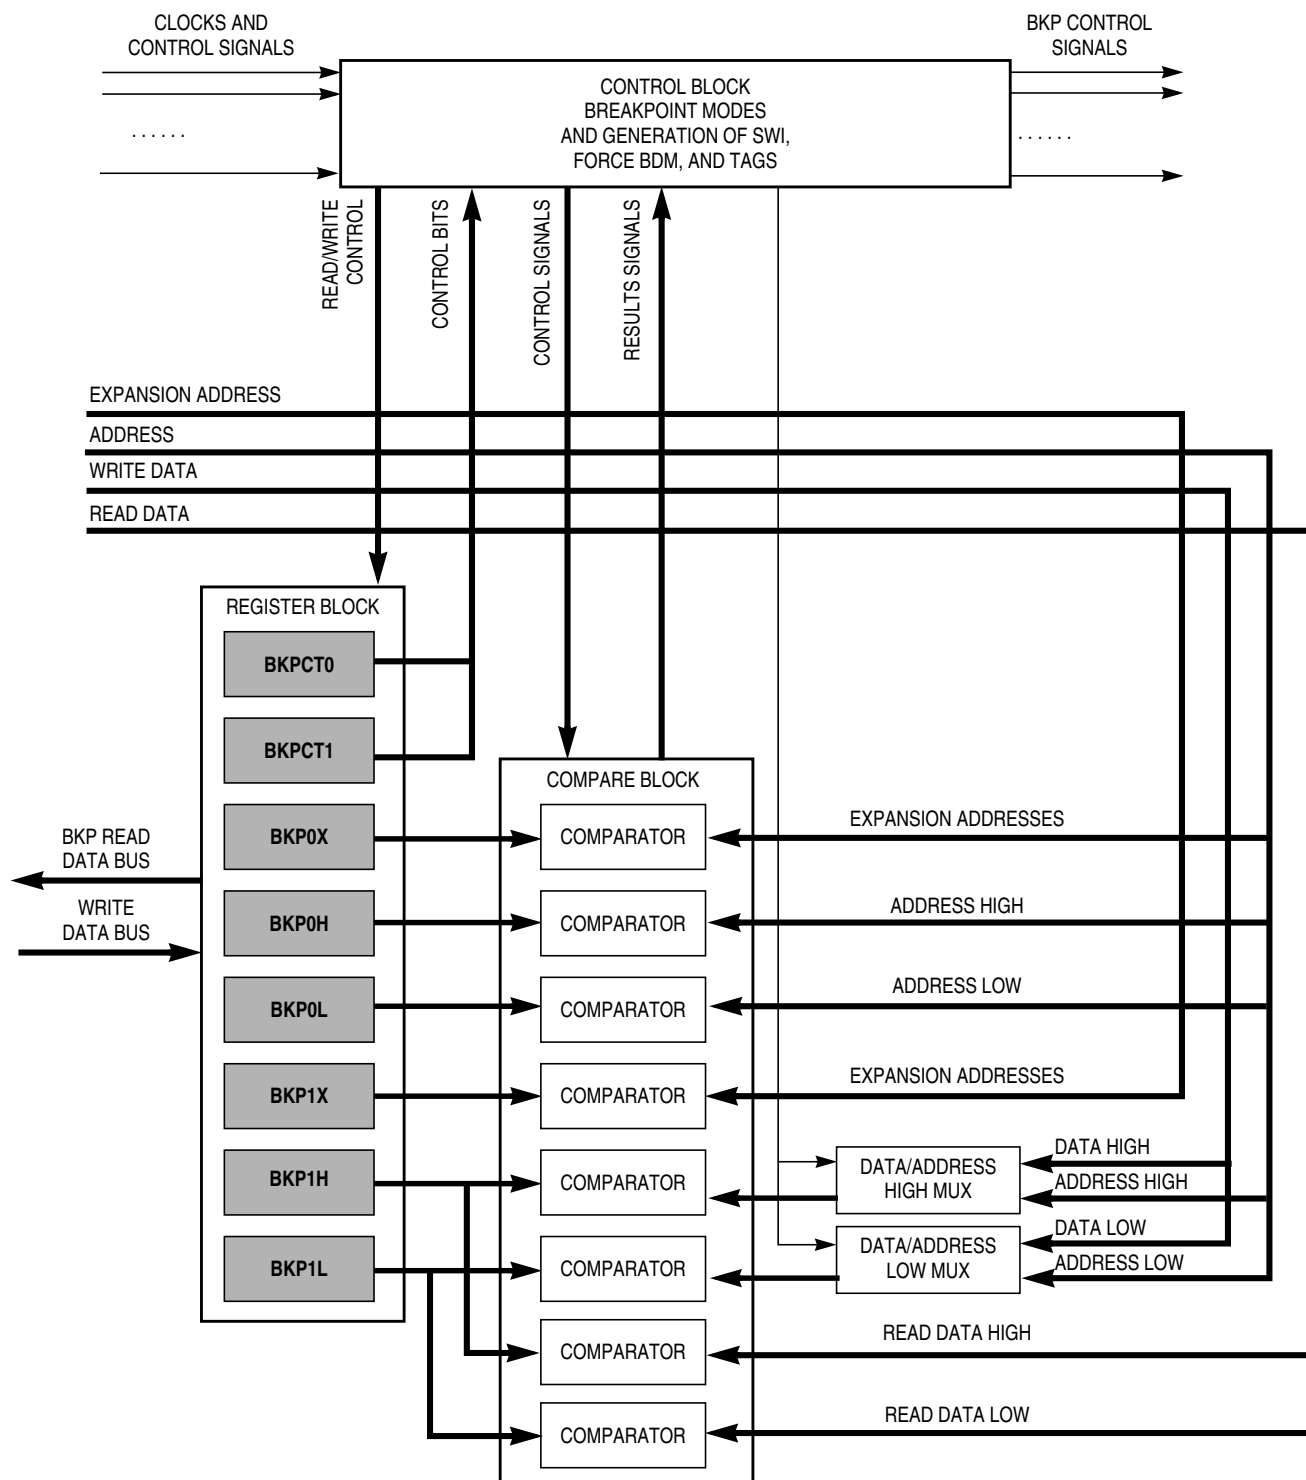 CLOCKS AND
CONTROL SIGNALS
BKP CONTROL
SIGNALS
......
CONTROL BLOCK
BREAKPOINT MODES
AND GENERATION OF SWI,
FORCE BDM, AND TAGS
......
READ/WRITE
CONTROL
CONTROL BITS
CONTROL SIGNALS
RESULTS SIGNALS
EXPANSION ADDRESS
ADDRESS
WRITE DATA
READ DATA
REGISTER BLOCK
BKPCT0
BKPCT1
COMPARE BLOCK
BKP READ
DATA BUS
WRITE
DATA BUS
BKP0X
COMPARATOR
EXPANSION ADDRESSES
BKP0H
COMPARATOR
ADDRESS HIGH
BKP0L
COMPARATOR
ADDRESS LOW
BKP1X
COMPARATOR
EXPANSION ADDRESSES
BKP1H
COMPARATOR
DATA/ADDRESS
HIGH MUX
DATA HIGH
ADDRESS HIGH
BKP1L
COMPARATOR
DATA/ADDRESS
LOW MUX
DATA LOW
ADDRESS LOW
COMPARATOR
READ DATA HIGH
COMPARATOR
READ DATA LOW